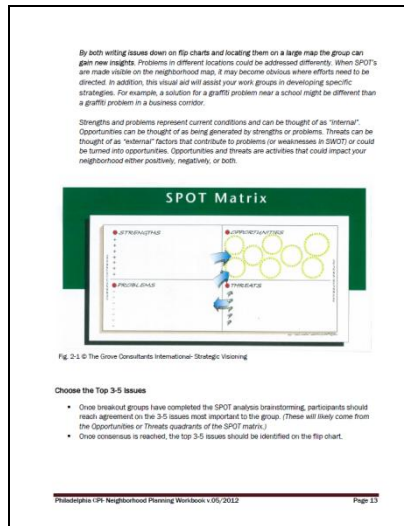 By both writing issues down on flip charts and locating them on a large map the group can
gain new insights. Problems in different locations could be addressed differently. When SPOT's
are made visible on the neighborhood map, it may become obvious where efforts need to be
directed. In addition, this visual aid will assist your work groups in developing specific
strategies. For example, a solution for a graffiti problem near a school might be different than
a graffiti problem in a business corridor.
Strengths and problems represent current conditions and can be thought of as "internal".
Opportunities can be thought of as being generated by strengths or problems. Threats can be
thought of as "external" factors that contribute to problems (or weaknesses in SWOT) or could
be turned into opportunities. Opportunities and threats are activities that could impact your
neighborhood either positively, negatively, or both.
SPOT Matrix
STRENGTHS
OPPORTUNITIES
PROBLEMS
THREATS
Fig. 2-1 © The Grove Consultants International- Strategic Visioning
Choose the Top 3-5 Issues
• Once breakout groups have completed the SPOT analysis brainstorming, participants should
reach agreement on the 3-5 issues most important to the group. (These will likely come from
the Opportunities or Threats quadrants of the SPOT matrix.)
• Once consensus is reached, the top 3-5 issues should be identified on the flip chart.
Philadelphia CPI- Neighborhood Planning Workbook v.05/2012 Page 13